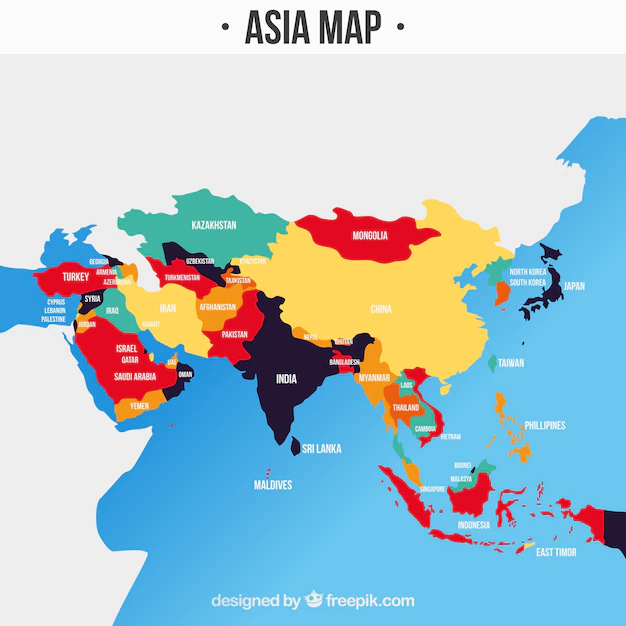 • ASIA MAP •
KAZAKHSTAN
MONGOLIA
GEORGIA
UZBEKISTAN
KYRGYZSTAN
ARMENIA
TURKEY
AZERBAIJAN
TURKMENISTAN
TAJIKISTAN
NORTH KOREA
SOUTH KOREA
JAPAN
CYPRUS
LEBANON
PALESTINE
SYRIA
IRAQ
IRAN
AFGHANISTAN
CHINA
JORDAN
KUWAIT
PAKISTAN
NEPAL
BHUTAN
ISRAEL
QATAR
UAE
OMAN
BANGLADESH
TAIWAN
SAUDI ARABIA
INDIA
MYANMAR
LAOS
YEMEN
THAILAND
CAMBODIA
VIETNAM
PHILLIPINES
SRI LANKA
BRUNEI
MALAYSIA
MALDIVES
SINGAPORE
INDONESIA
EAST TIMOR
designed by freepik.com